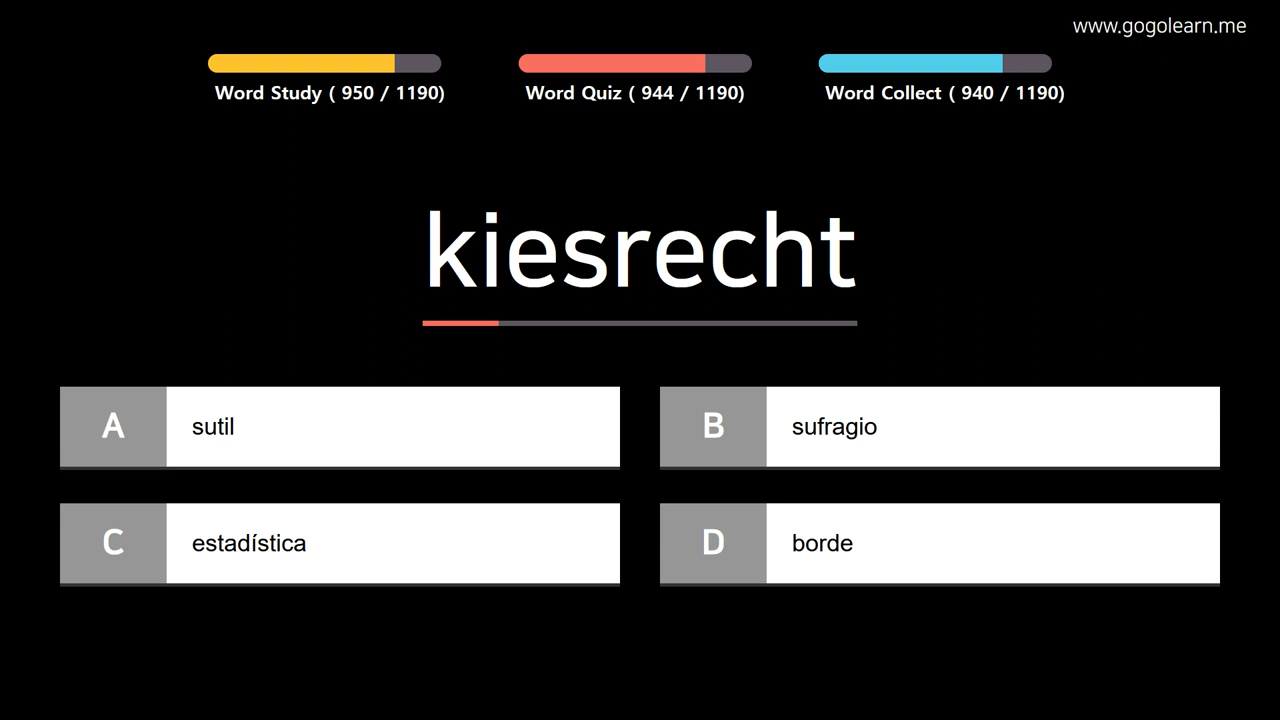 www.gogolearn.me
Word Study ( 950 / 1190)
Word Quiz ( 944 / 1190)
Word Collect ( 940 / 1190)
kiesrecht
A sutil
B sufragio
C estadística
D borde